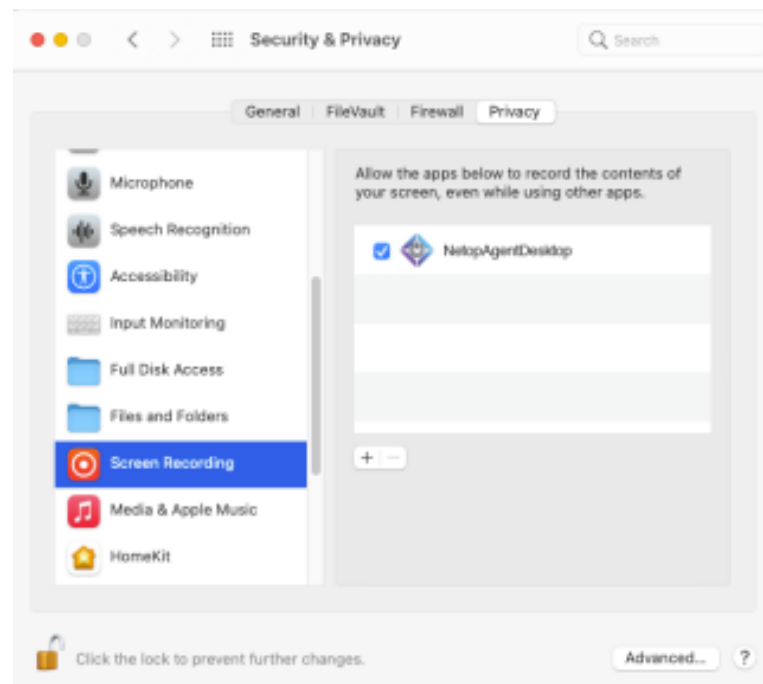 Security & Privacy
Search
General
FileVault
Firewall
Privacy
Microphone
Speech Recognition
Accessibility
Input Monitoring
Full Disk Access
Files and Folders
Screen Recording
Media & Apple Music
HomeKit
Allow the apps below to record the contents of
your screen, even while using other apps.
NetopAgentDesktop
+
−
Click the lock to prevent further changes.
Advanced...
?